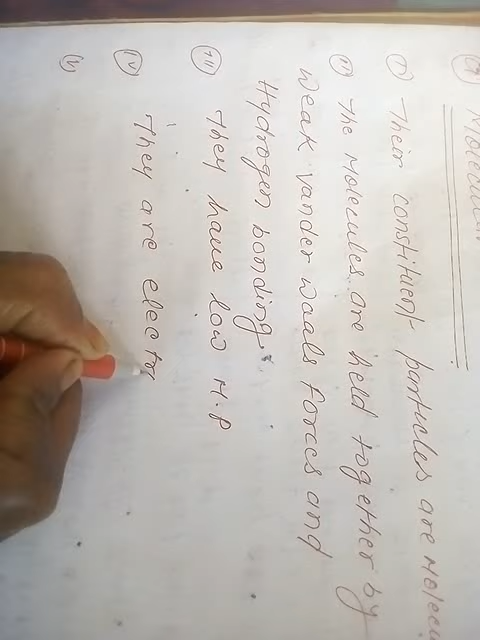 (i) Their constituent particles are Molecu
(ii) The Molecules are held together by
weak vander waals forces and
Hydrogen bonding.
(iii) They have low M.P
(iv) They are electr
(v)